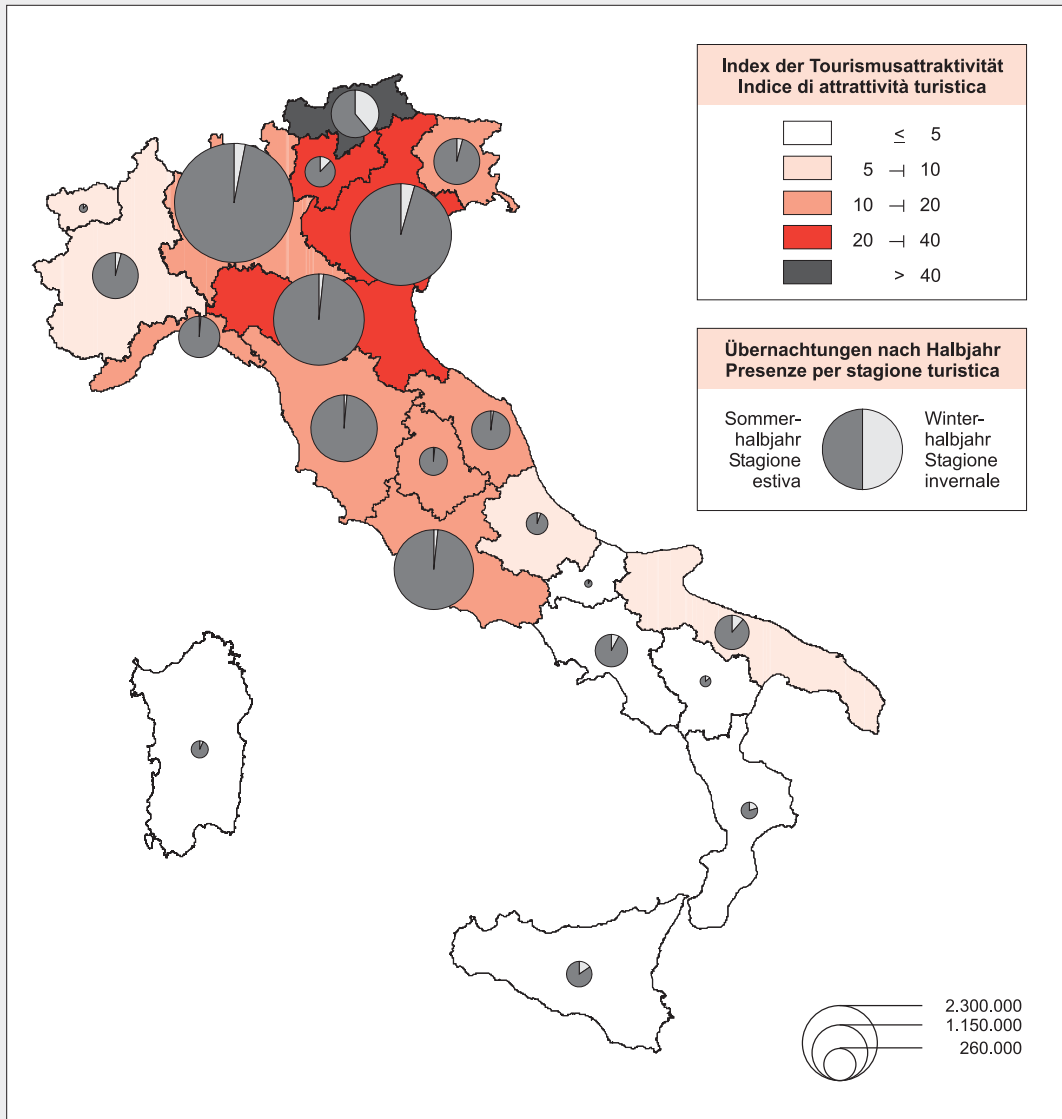 Index der Tourismusattraktivität
Indice di attrattività turistica
≤ 5
5 ⊣ 10
10 ⊣ 20
20 ⊣ 40
> 40
Übernachtungen nach Halbjahr
Presenze per stagione turistica
Sommer-
halbjahr
Stagione
estiva
Winter-
halbjahr
Stagione
invernale
2.300.000
1.150.000
260.000